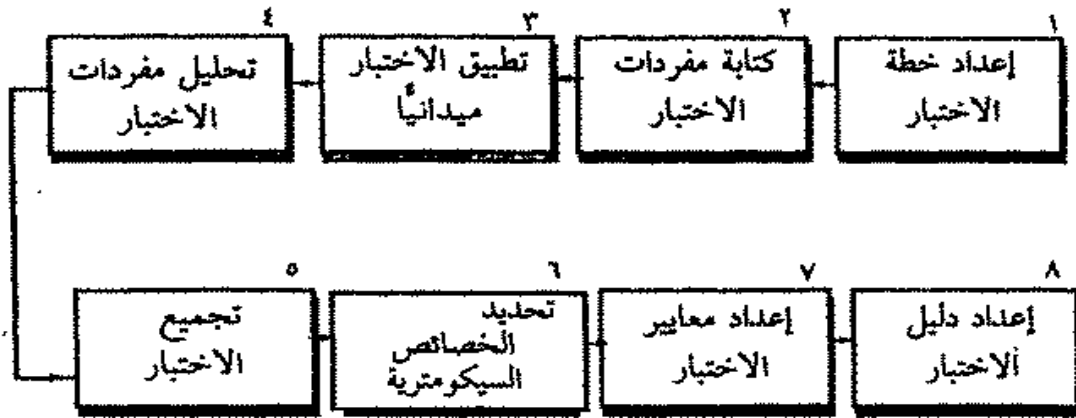 ١
إعداد خطة
الاختبار
٢
كتابة مفردات
الاختبار
٣
تطبيق الاختبار
ميدانيًّا
٤
تحليل مفردات
الاختبار
٥
تجميع
الاختبار
٦
تحديد
الخصائص
السيكومترية
٧
إعداد معايير
الاختبار
٨
إعداد دليل
الاختبار